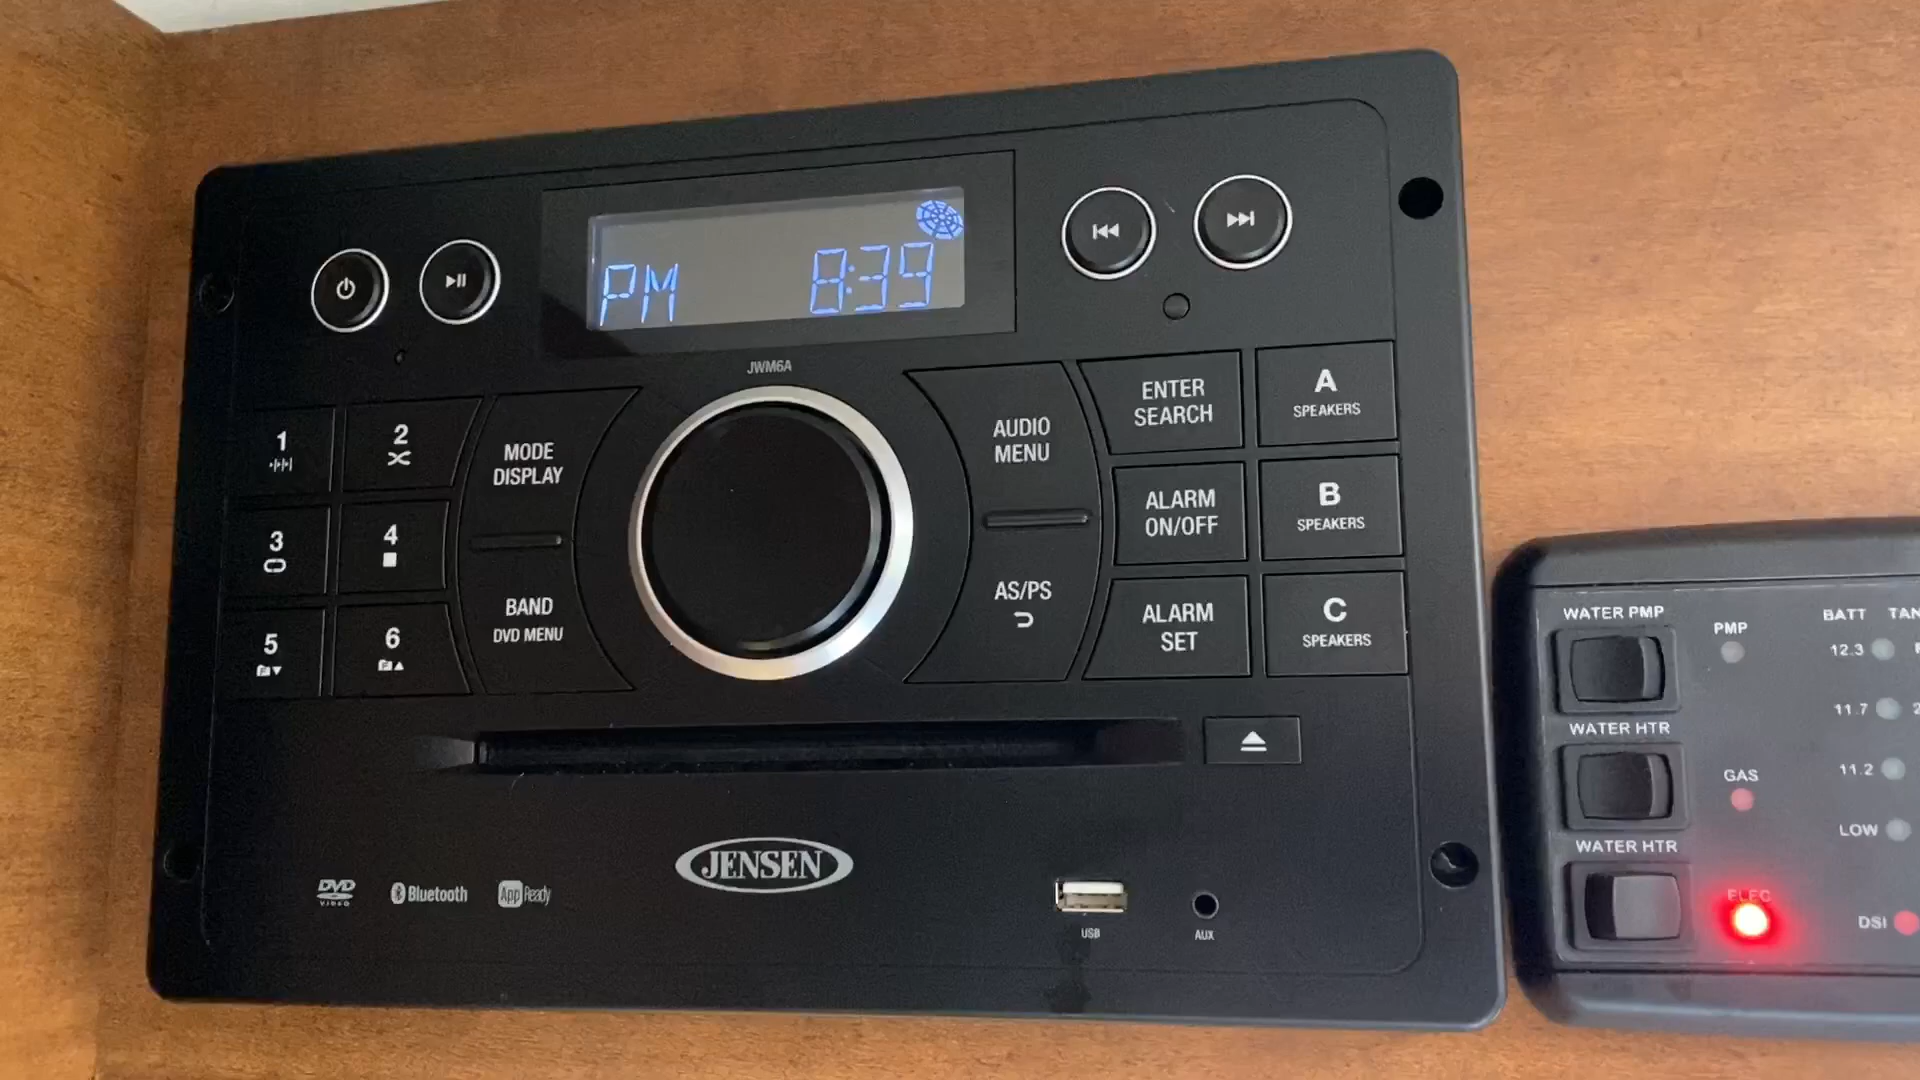 PM 8:39
JWM6A
1
2
3
4
5
6
MODE
DISPLAY
BAND
DVD MENU
AUDIO
MENU
AS/PS
ENTER
SEARCH
A
SPEAKERS
ALARM
ON/OFF
B
SPEAKERS
ALARM
SET
C
SPEAKERS
JENSEN
DVD
VIDEO
Bluetooth
App Ready
USB
AUX
WATER PMP
PMP
BATT
12.3
11.7
WATER HTR
GAS
11.2
LOW
WATER HTR
ELEC
DSI